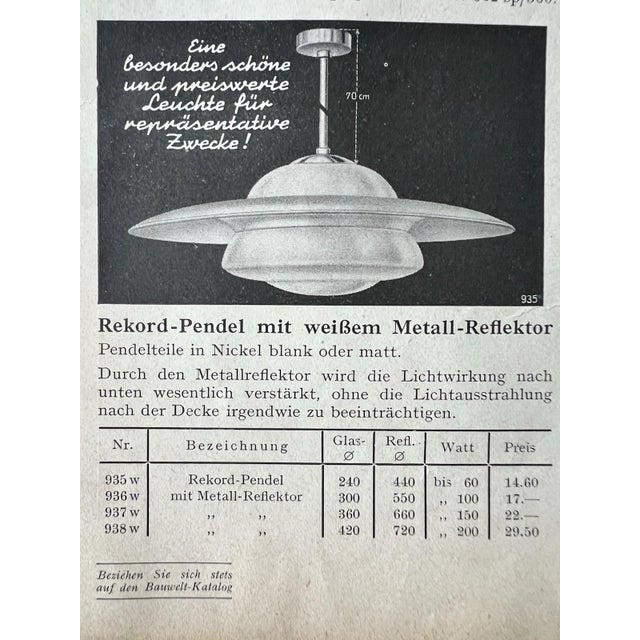 sp/500.
Eine
besonders schöne
und preiswerte
Leuchte für
repräsentative
Zwecke!
70 cm
935
Rekord-Pendel mit weißem Metall-Reflektor
Pendelteile in Nickel blank oder matt.
Durch den Metallreflektor wird die Lichtwirkung nach
unten wesentlich verstärkt, ohne die Lichtausstrahlung
nach der Decke irgendwie zu beeinträchtigen.
Nr. Bezeichnung Glas-⌀ Refl.⌀ Watt Preis
935 w Rekord-Pendel 240 440 bis 60 14.60
936 w mit Metall-Reflektor 300 550 „ 100 17.—
937 w „ „ 360 660 „ 150 22.—
938 w „ „ 420 720 „ 200 29.50
Beziehen Sie sich stets
auf den Bauwelt-Katalog